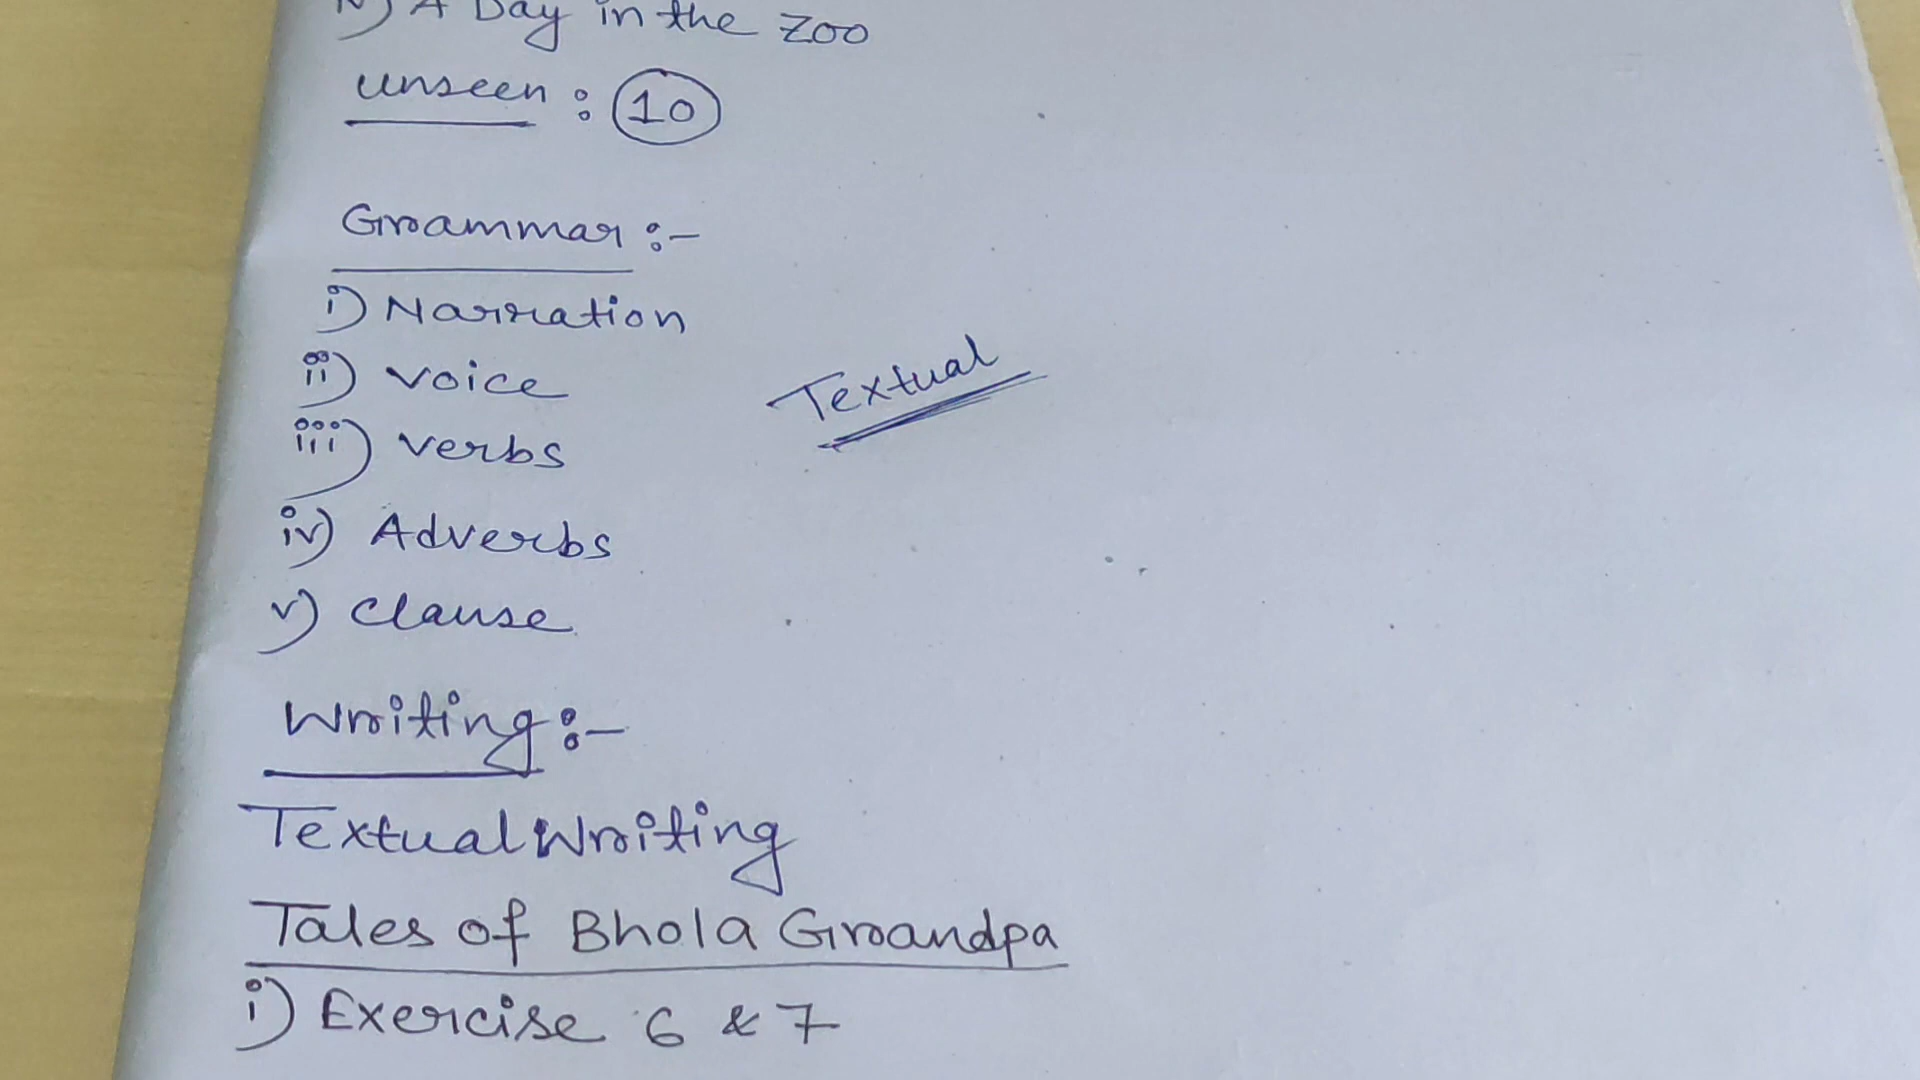 iv) A Day in the Zoo
Unseen : 10
Grammar :-
i) Narration
ii) Voice
Textual
iii) Verbs
iv) Adverbs
v) Clause
Writing :-
Textual Writing
Tales of Bhola Grandpa
i) Exercise 6 & 7